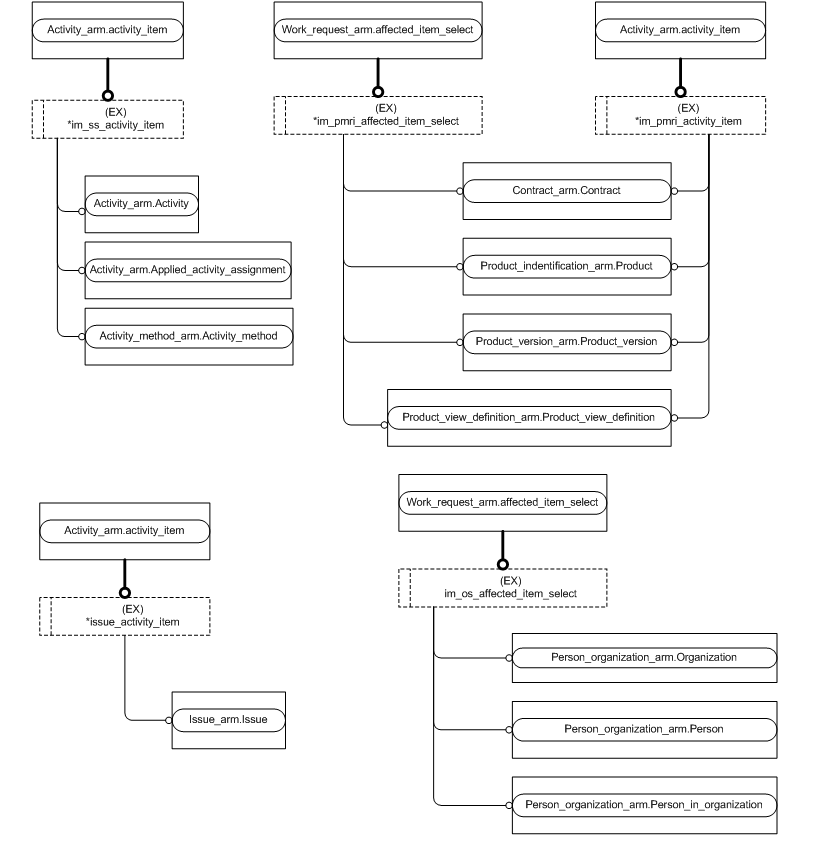 Activity_arm.activity_item
Work_request_arm.affected_item_select
Activity_arm.activity_item
(EX)
*im_ss_activity_item
(EX)
*im_pmri_affected_item_select
(EX)
*im_pmri_activity_item
Activity_arm.Activity
Activity_arm.Applied_activity_assignment
Activity_method_arm.Activity_method
Contract_arm.Contract
Product_indentification_arm.Product
Product_version_arm.Product_version
Product_view_definition_arm.Product_view_definition
Activity_arm.activity_item
(EX)
*issue_activity_item
Issue_arm.Issue
Work_request_arm.affected_item_select
(EX)
im_os_affected_item_select
Person_organization_arm.Organization
Person_organization_arm.Person
Person_organization_arm.Person_in_organization